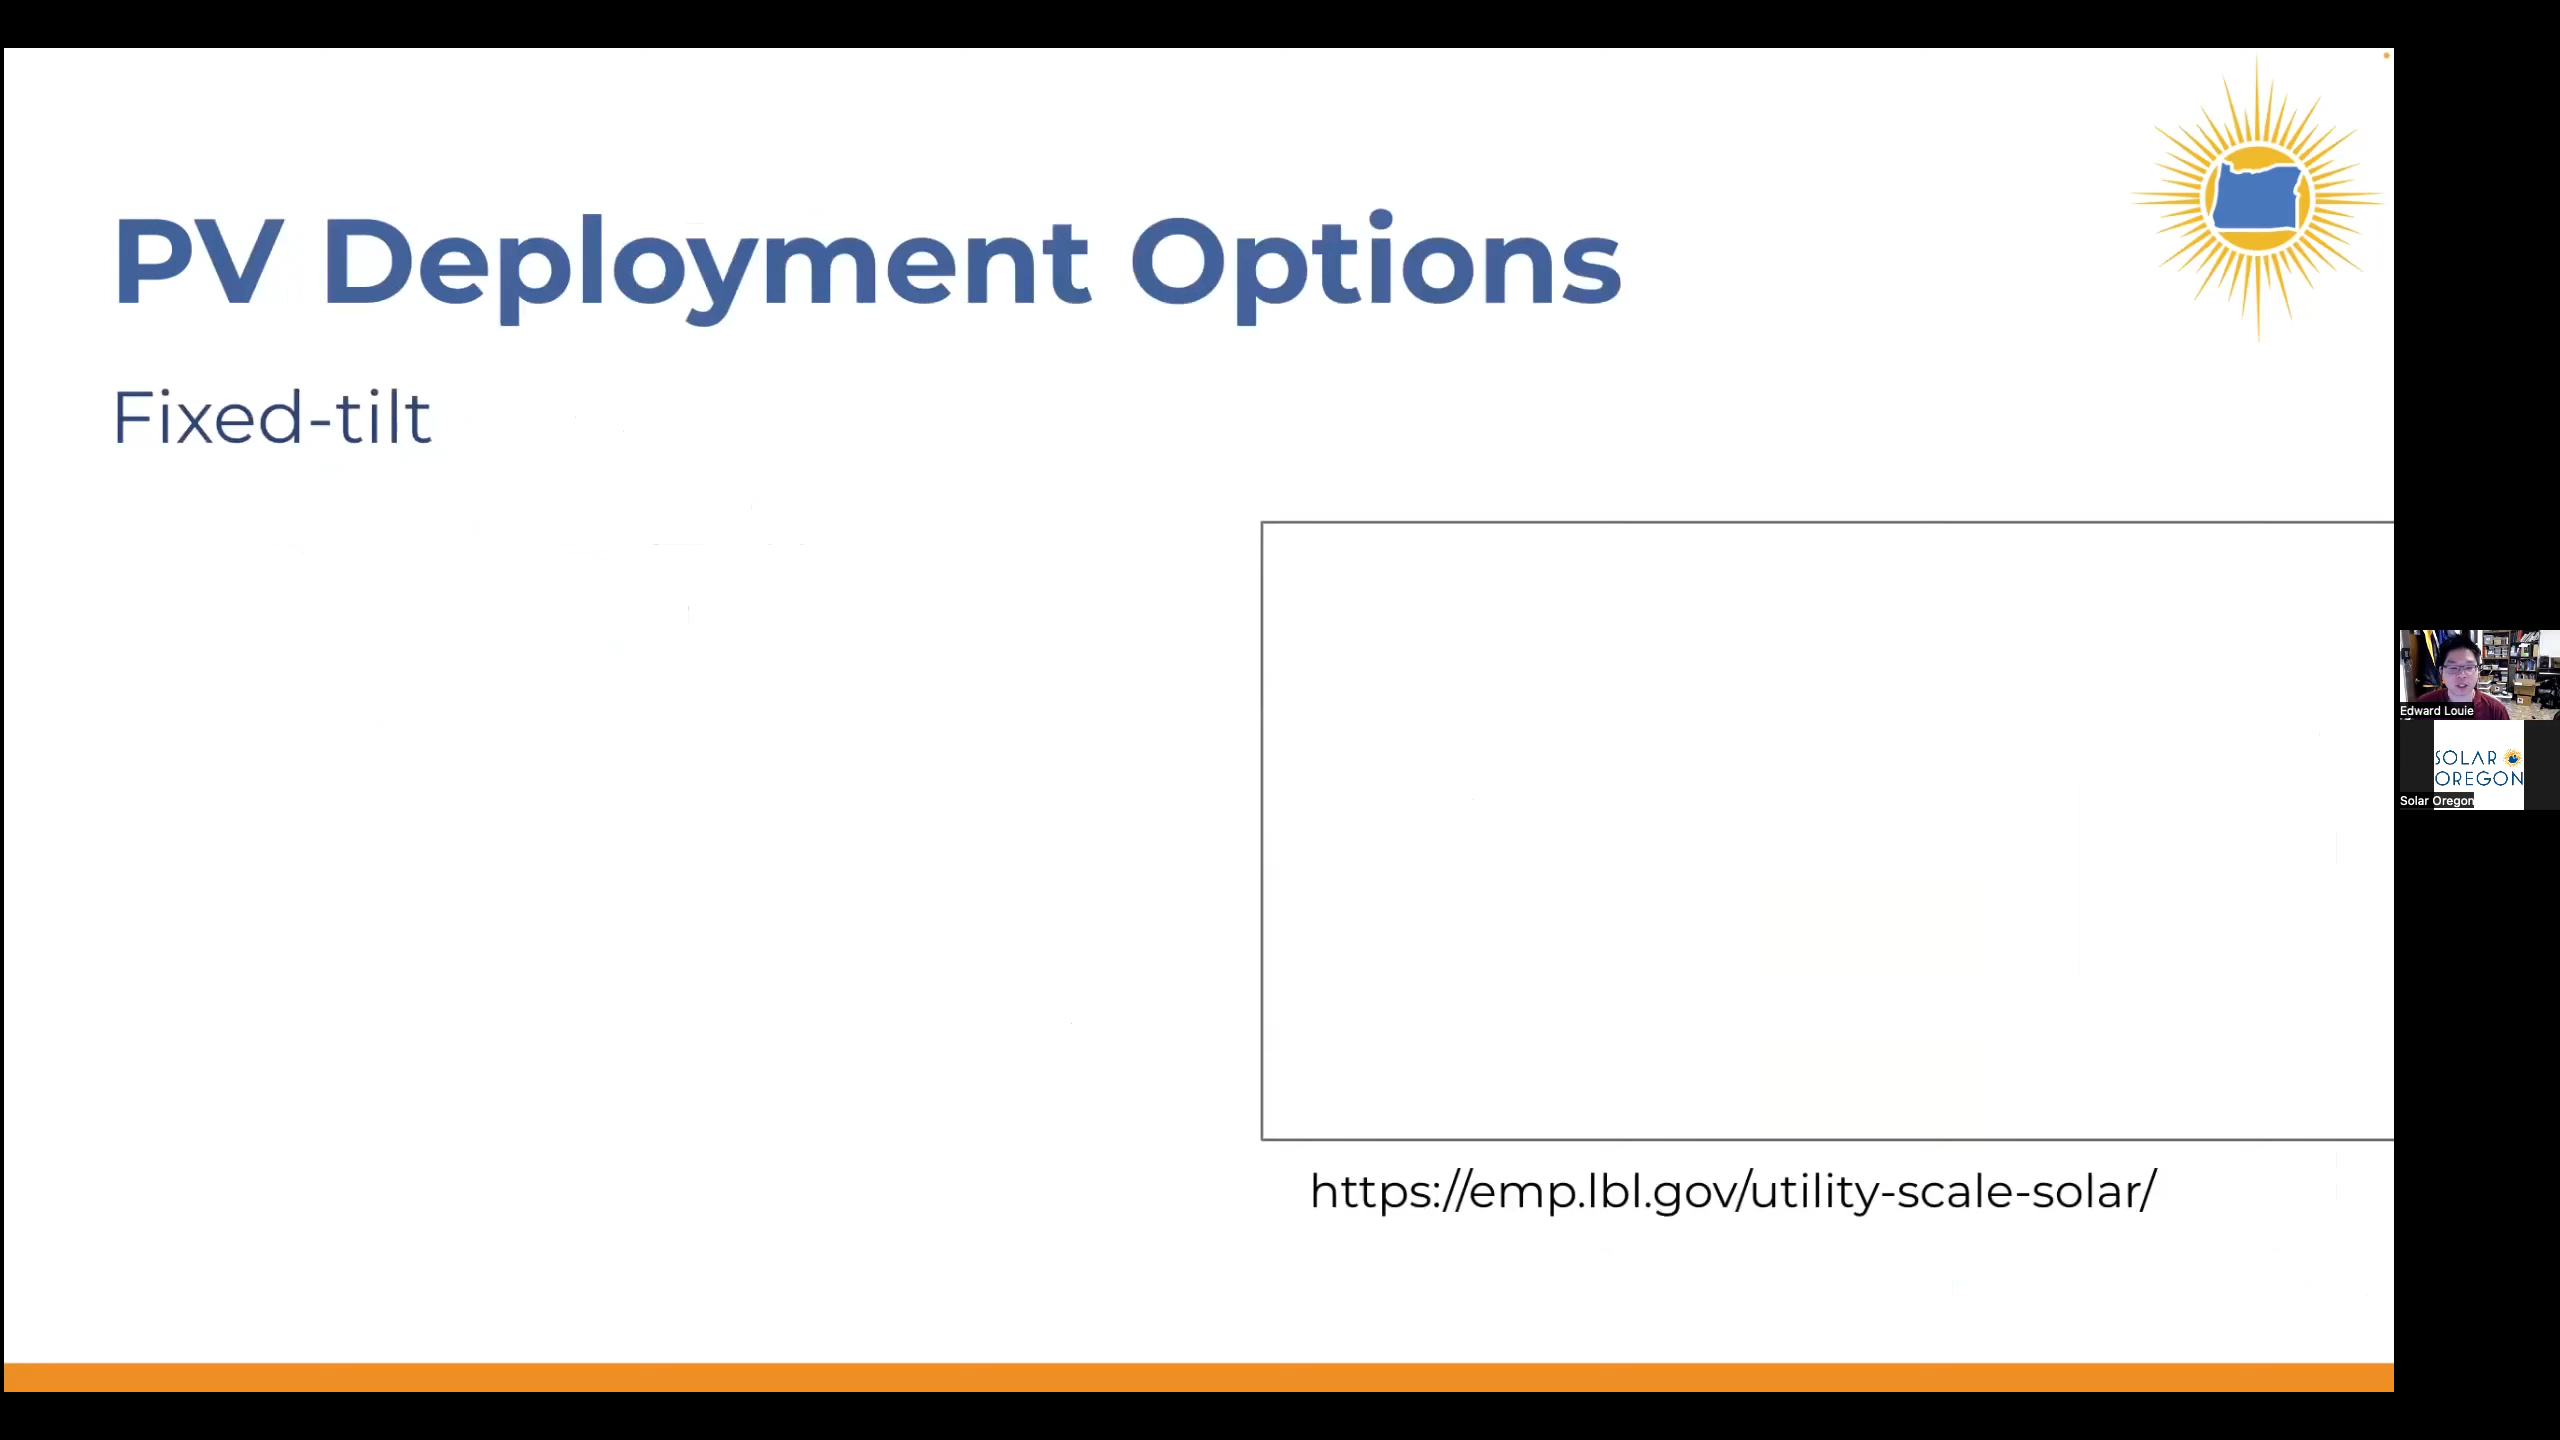 PV Deployment Options
Fixed-tilt
https://emp.lbl.gov/utility-scale-solar/
Edward Louie
SOLAR
OREGON
Solar Oregon